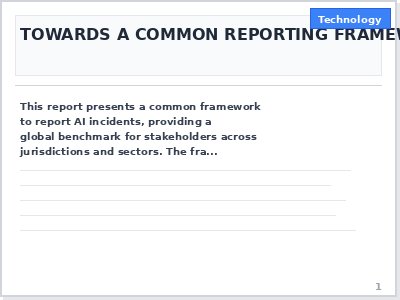 Technology
TOWARDS A COMMON REPORTING FRAMEW
This report presents a common framework
to report AI incidents, providing a
global benchmark for stakeholders across
jurisdictions and sectors. The fra...
1